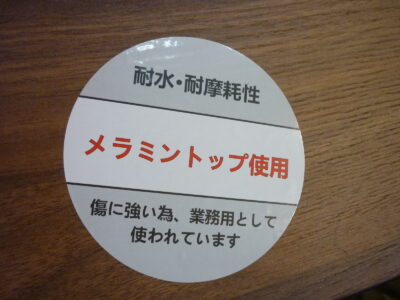 耐水・耐摩耗性
メラミントップ使用
傷に強い為、業務用として
使われています